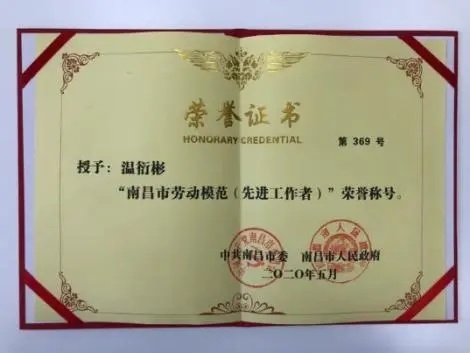 荣誉证书
HONORARY CREDENTIAL
第 369 号
授予：温衍彬
“南昌市劳动模范（先进工作者）”荣誉称号。
中共南昌市委 南昌市人民政府
二〇二〇年五月